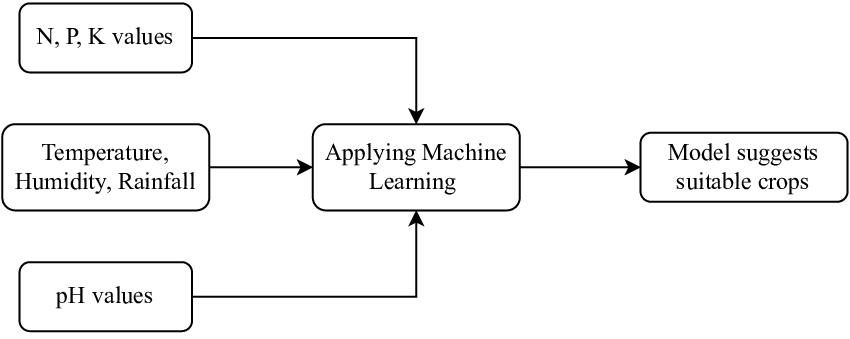 N, P, K values
Temperature,
Humidity, Rainfall
Applying Machine
Learning
Model suggests
suitable crops
pH values